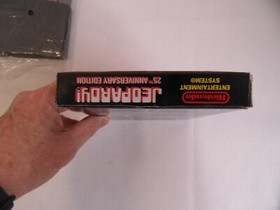 Nintendo
ENTERTAINMENT
SYSTEM®
JEOPARDY!
25TH ANNIVERSARY EDITION